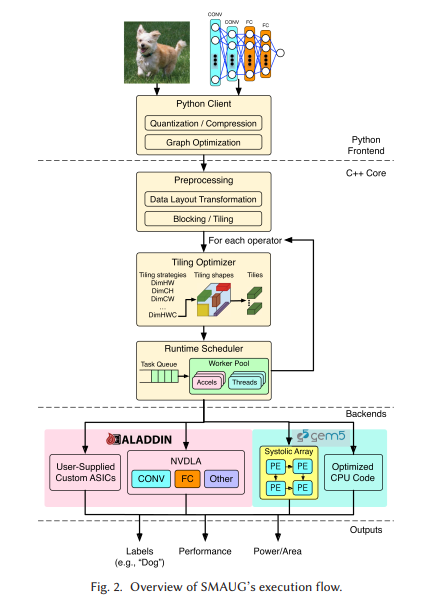 CONV
CONV
FC
FC
Python Client
Quantization / Compression
Graph Optimization
Python
Frontend
C++ Core
Preprocessing
Data Layout Transformation
Blocking / Tiling
For each operator
Tiling Optimizer
Tiling strategies Tiling shapes Tilies
DimHW
DimCH
DimCW
...
DimHWC
Runtime Scheduler
Task Queue
Worker Pool
Accels
Threads
Backends
ALADDIN
gem5
User-Supplied
Custom ASICs
NVDLA
CONV
FC
Other
Systolic Array
PE PE
PE PE
Optimized
CPU Code
Outputs
Labels
(e.g., “Dog”)
Performance
Power/Area
Fig. 2. Overview of SMAUG’s execution flow.